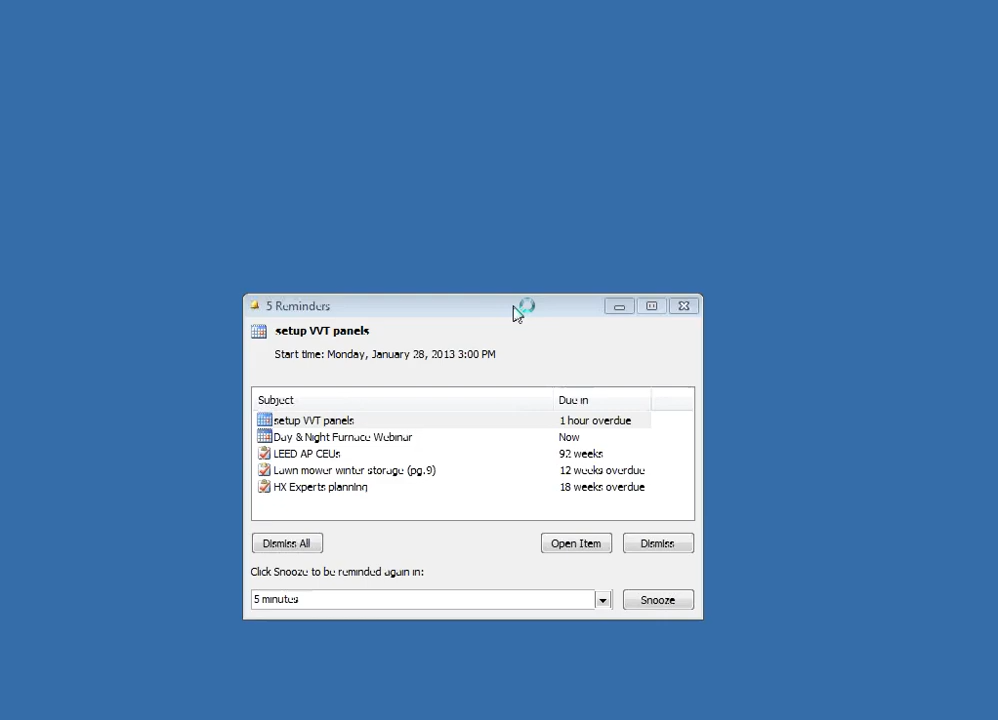 5 Reminders
setup VVT panels
Start time: Monday, January 28, 2013 3:00 PM
Subject Due in
setup VVT panels 1 hour overdue
Day & Night Furnace Webinar Now
LEED AP CEUs 92 weeks
Lawn mower winter storage (pg.9) 12 weeks overdue
HX Experts planning 18 weeks overdue
Dismiss All Open Item Dismiss
Click Snooze to be reminded again in:
5 minutes Snooze